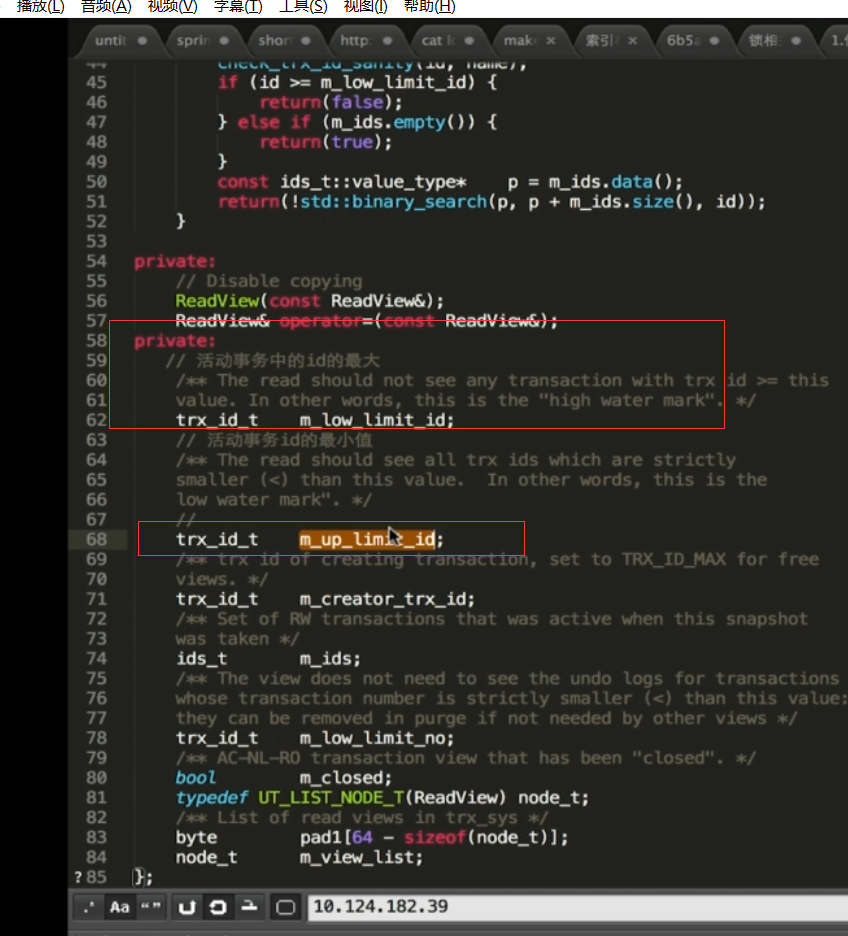 播放(L) 音频(A) 视频(V) 字幕(T) 工具(S) 视图(I) 帮助(H)
untit sprin shor http: cat l mak 索引 6b5a 锁相 1.
44 check_trx_id_sanity(id, name);
45 if (id >= m_low_limit_id) {
46 return(false);
47 } else if (m_ids.empty()) {
48 return(true);
49 }
50 const ids_t::value_type* p = m_ids.data();
51 return(!std::binary_search(p, p + m_ids.size(), id));
52 }
53
54 private:
55 // Disable copying
56 ReadView(const ReadView&);
57 ReadView& operator=(const ReadView&);
58 private:
59 // 活动事务中的id的最大
60 /** The read should not see any transaction with trx id >= this
61 value. In other words, this is the "high water mark". */
62 trx_id_t m_low_limit_id;
63 // 活动事务id的最小值
64 /** The read should see all trx ids which are strictly
65 smaller (<) than this value. In other words, this is the
66 low water mark". */
67 //
68 trx_id_t m_up_limit_id;
69 /** trx id of creating transaction, set to TRX_ID_MAX for free
70 views. */
71 trx_id_t m_creator_trx_id;
72 /** Set of RW transactions that was active when this snapshot
73 was taken */
74 ids_t m_ids;
75 /** The view does not need to see the undo logs for transactions
76 whose transaction number is strictly smaller (<) than this value:
77 they can be removed in purge if not needed by other views */
78 trx_id_t m_low_limit_no;
79 /** AC-NL-RO transaction view that has been "closed". */
80 bool m_closed;
81 typedef UT_LIST_NODE_T(ReadView) node_t;
82 /** List of read views in trx_sys */
83 byte pad1[64 - sizeof(node_t)];
84 node_t m_view_list;
?85 };
.* Aa “”
10.124.182.39